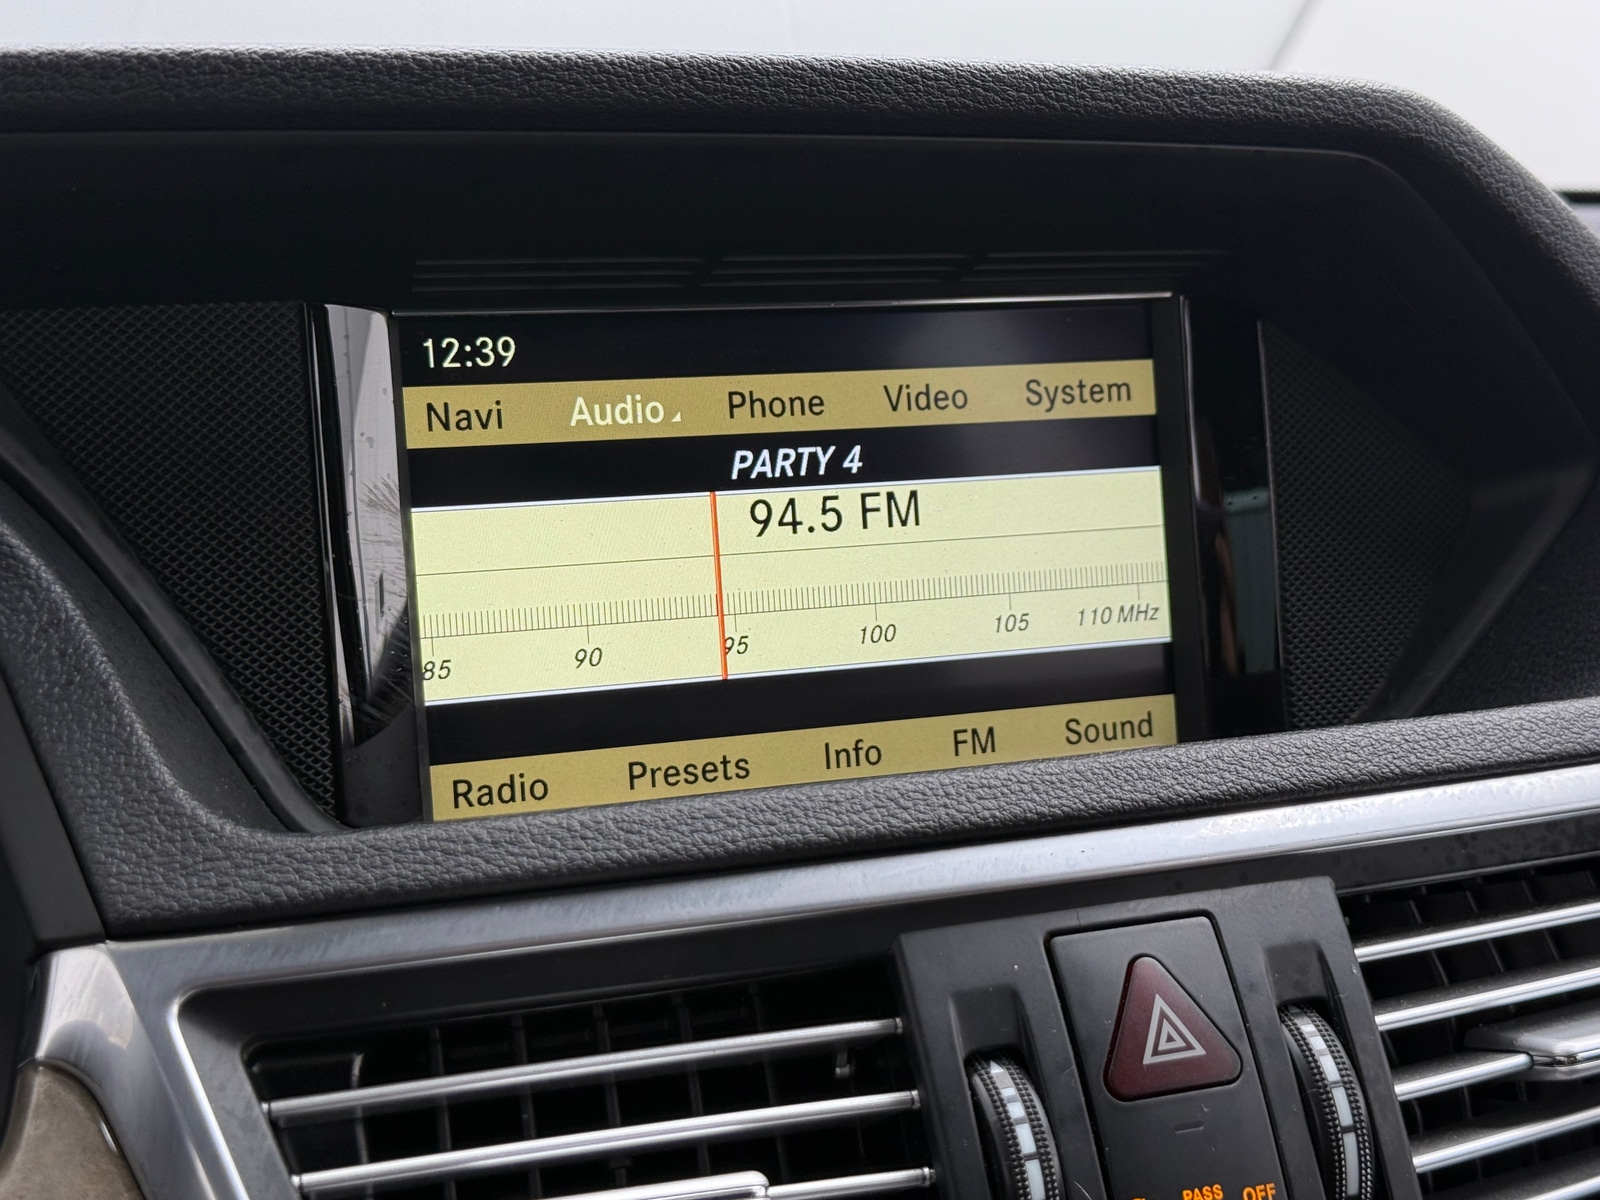 12:39
Navi Audio Phone Video System
PARTY 4
94.5 FM
85 90 95 100 105 110 MHz
Radio Presets Info FM Sound
PASS OFF